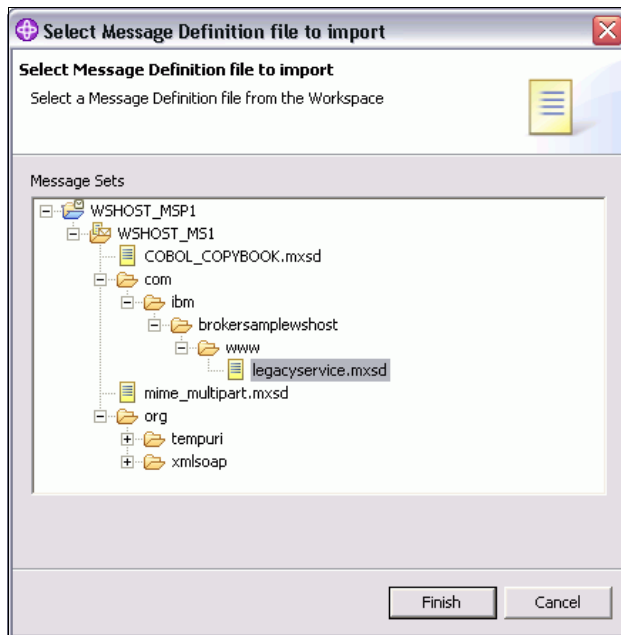 Select Message Definition file to import
Select Message Definition file to import
Select a Message Definition file from the Workspace
Message Sets
WSHOST_MSP1
WSHOST_MS1
COBOL_COPYBOOK.mxsd
com
ibm
brokersamplewshost
www
legacyservice.mxsd
mime_multipart.mxsd
org
tempuri
xmlsoap
Finish Cancel